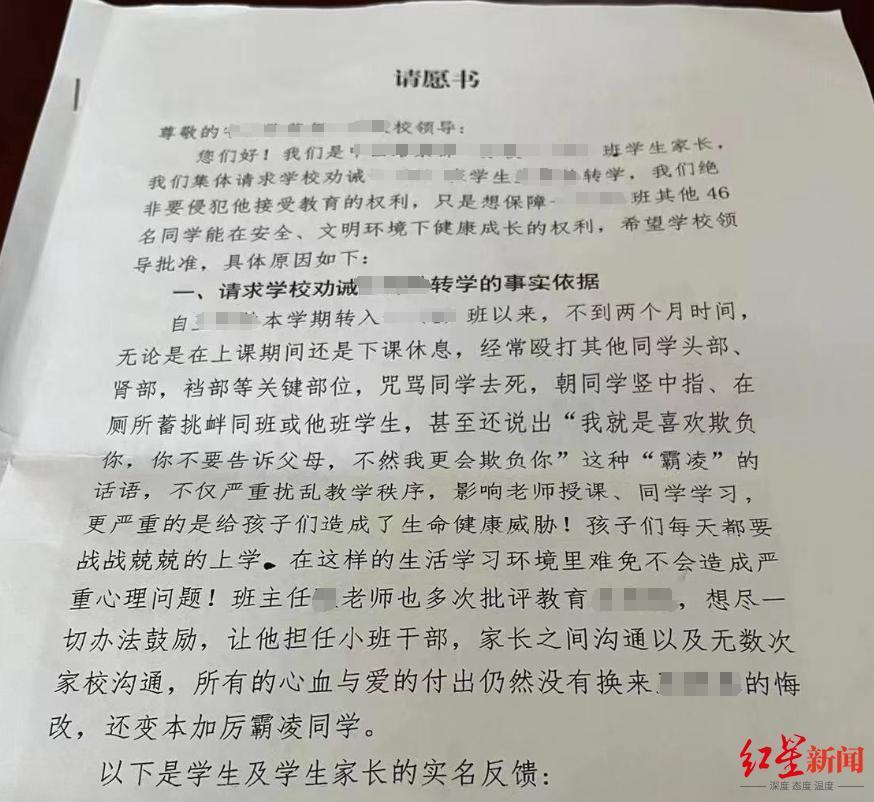 请愿书
尊敬的校领导：
您们好！我们是班学生家长，
我们集体请求学校劝诫学生转学，我们绝
非要侵犯他接受教育的权利，只是想保障班其他46
名同学能在安全、文明环境下健康成长的权利，希望学校领
导批准，具体原因如下：
一、请求学校劝诫转学的事实依据
自本学期转入班以来，不到两个月时间，
无论是在上课期间还是下课休息，经常殴打其他同学头部、
肾部，裆部等关键部位，咒骂同学去死，朝同学竖中指、在
厕所蓄挑衅同班或他班学生，甚至还说出“我就是喜欢欺负
你，你不要告诉父母，不然我更会欺负你”这种“霸凌”的
话语，不仅严重扰乱教学秩序，影响老师授课、同学学习，
更严重的是给孩子们造成了生命健康威胁！孩子们每天都要
战战兢兢的上学。在这样的生活学习环境里难免不会造成严
重心理问题！班主任老师也多次批评教育，想尽一
切办法鼓励，让他担任小班干部，家长之间沟通以及无数次
家校沟通，所有的心血与爱的付出仍然没有换来的悔
改，还变本加厉霸凌同学。
以下是学生及学生家长的实名反馈：
红星新闻
深度 态度 温度